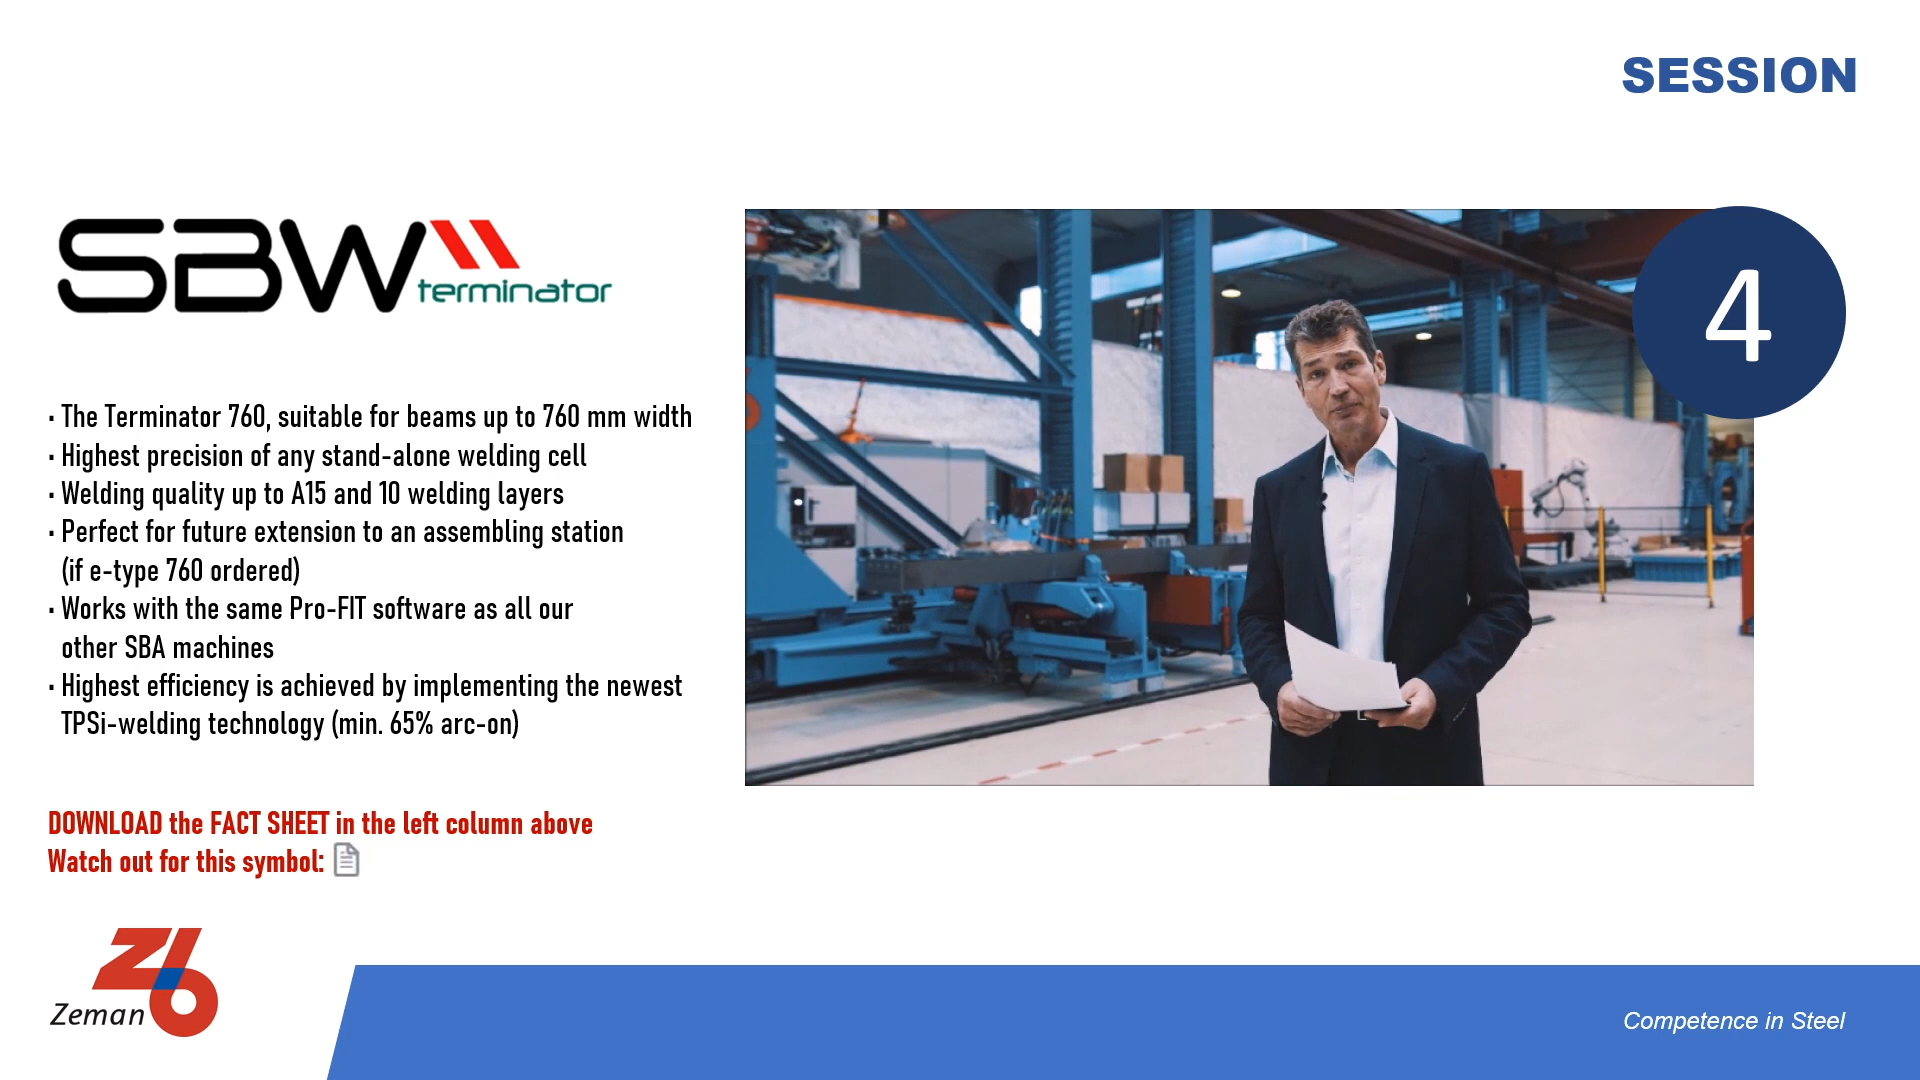 SESSION
4
SBW terminator
· The Terminator 760, suitable for beams up to 760 mm width
· Highest precision of any stand-alone welding cell
· Welding quality up to A15 and 10 welding layers
· Perfect for future extension to an assembling station
(if e-type 760 ordered)
· Works with the same Pro-FIT software as all our
other SBA machines
· Highest efficiency is achieved by implementing the newest
TPSi-welding technology (min. 65% arc-on)
DOWNLOAD the FACT SHEET in the left column above
Watch out for this symbol:
Zeman
Competence in Steel